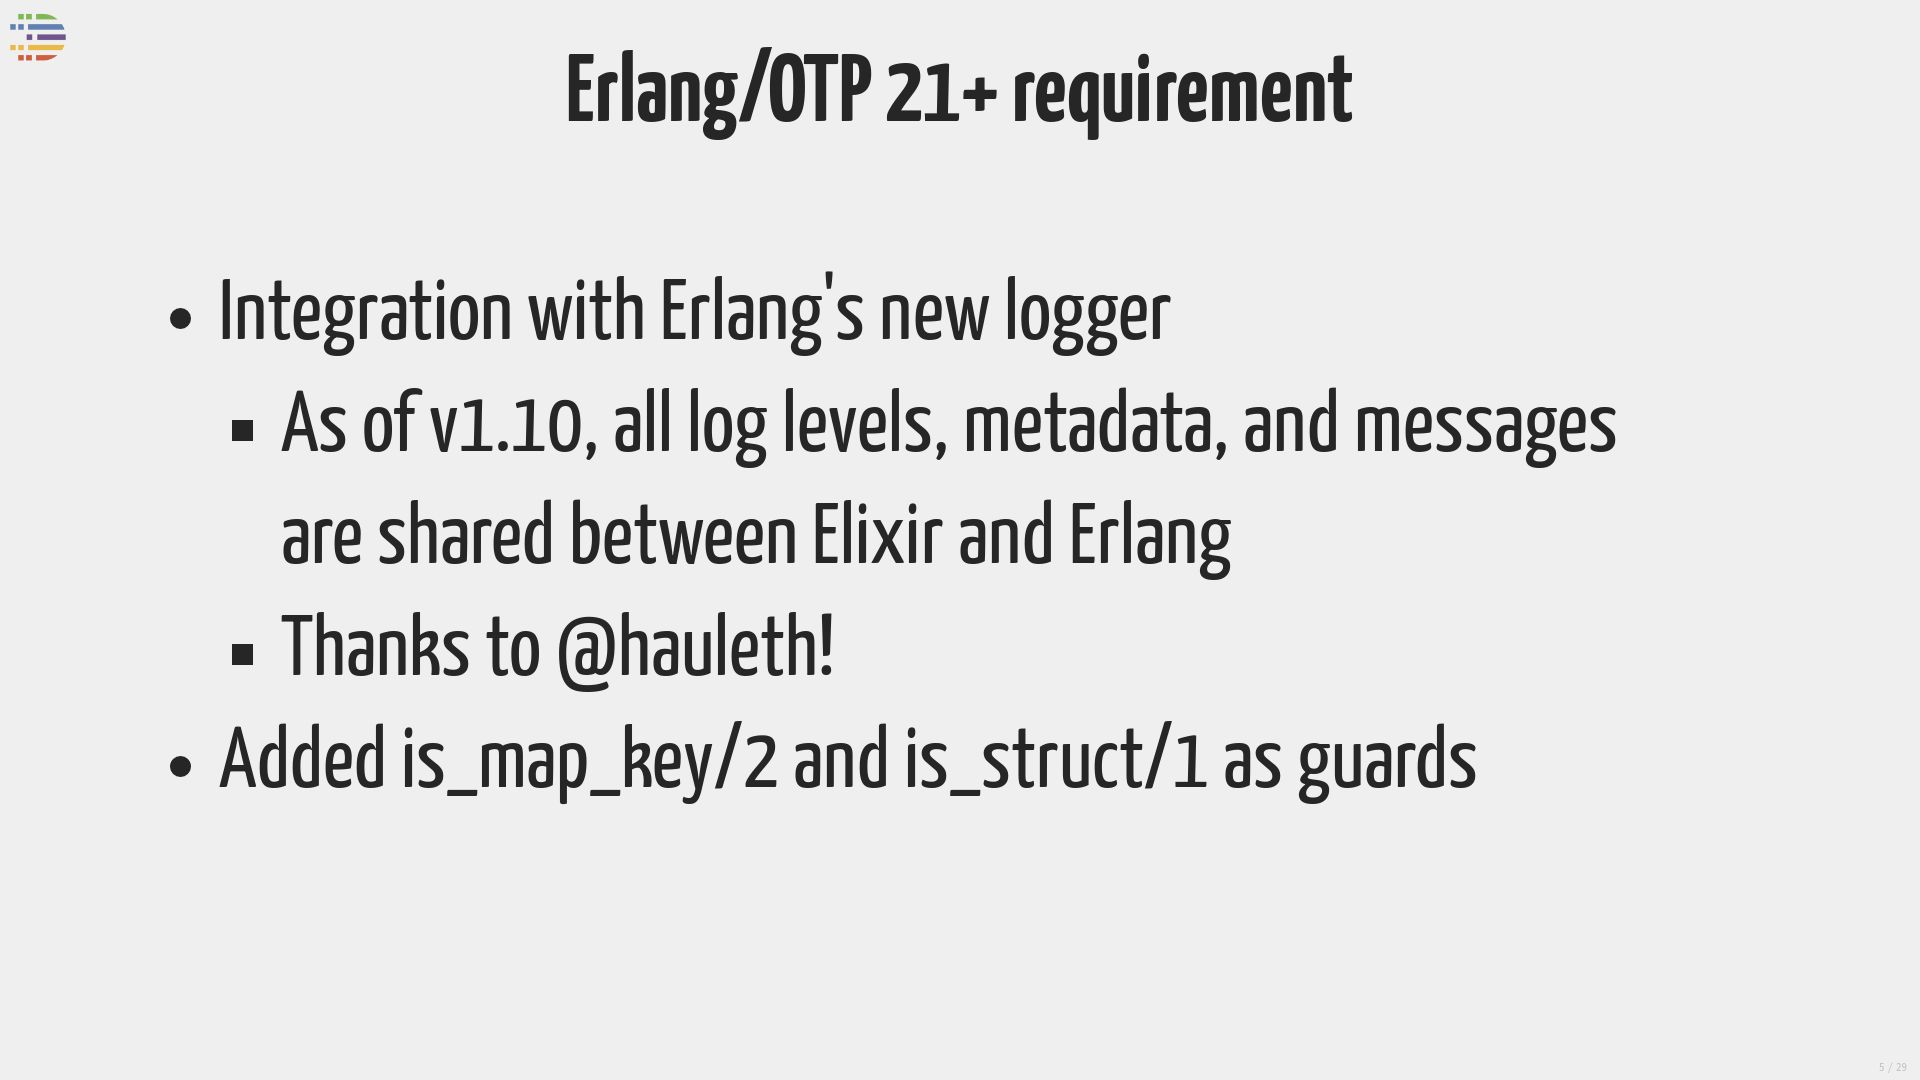 Erlang/OTP 21+ requirement
• Integration with Erlang's new logger
▪ As of v1.10, all log levels, metadata, and messages
are shared between Elixir and Erlang
▪ Thanks to @hauleth!
• Added is_map_key/2 and is_struct/1 as guards
5 / 29